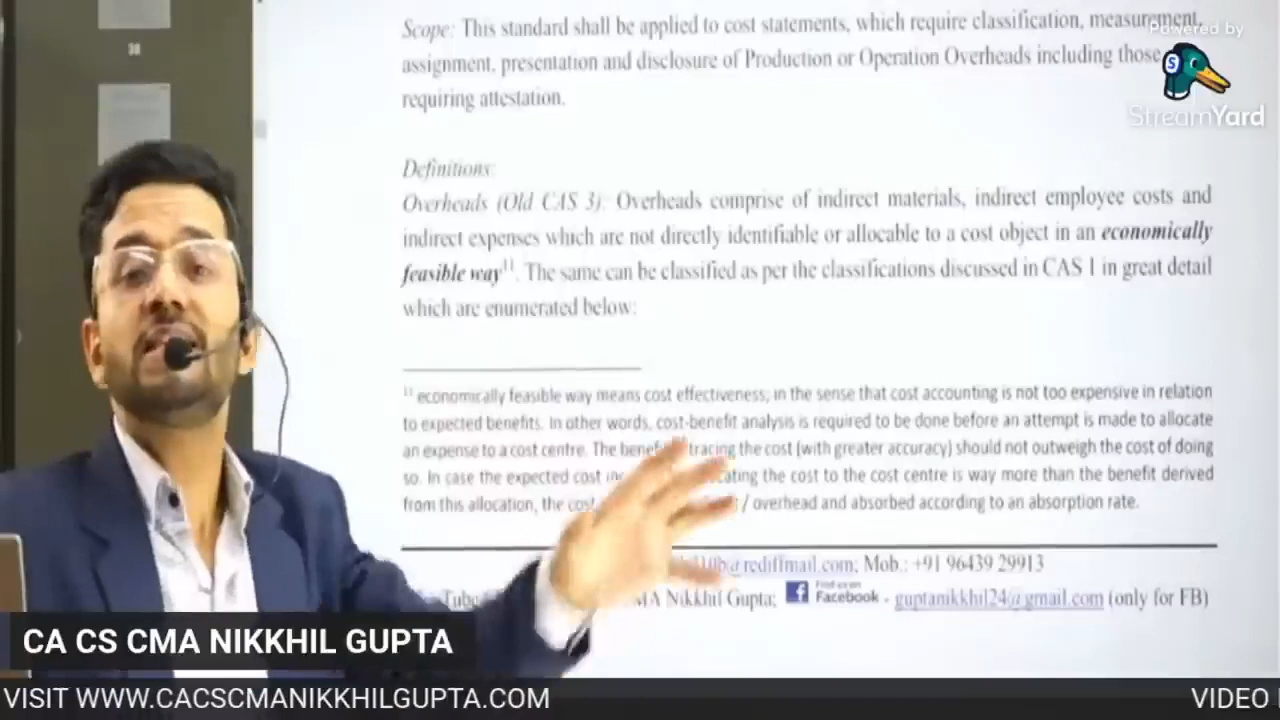 Scope: This standard shall be applied to cost statements, which require classification, measurement,
assignment, presentation and disclosure of Production or Operation Overheads including those
requiring attestation.
Powered by
StreamYard
Definitions:
Overheads (Old CAS 3): Overheads comprise of indirect materials, indirect employee costs and
indirect expenses which are not directly identifiable or allocable to a cost object in an economically
feasible way11. The same can be classified as per the classifications discussed in CAS 1 in great detail
which are enumerated below:
11 economically feasible way means cost effectiveness; in the sense that cost accounting is not too expensive in relation
to expected benefits. In other words, cost-benefit analysis is required to be done before an attempt is made to allocate
an expense to a cost centre. The tracing the cost (with greater accuracy) should not outweigh the cost of doing
so. In case the expected cost the cost to the cost centre is way more than the benefit derived
from this allocation, the / overhead and absorbed according to an absorption rate.
@rediffmail.com; Mob.: +91 96439 29913
Nikkhil Gupta; Find us on Facebook - guptanikkhil24@gmail.com (only for FB)
CA CS CMA NIKKHIL GUPTA
VISIT WWW.CACSCMANIKKHILGUPTA.COM
VIDEO